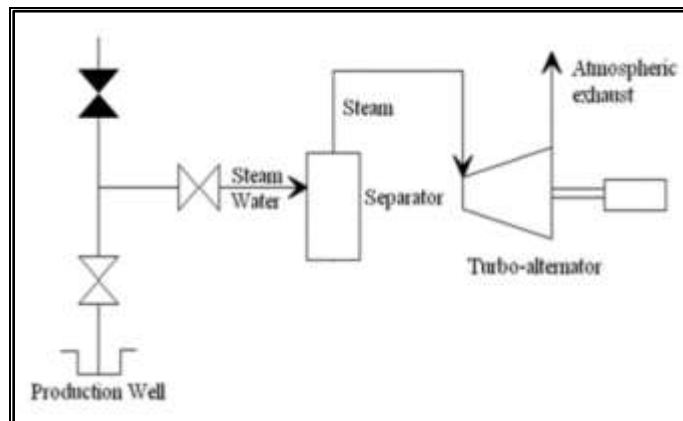 Atmospheric
exhaust
Steam
Steam
Water
Separator
Turbo-alternator
Production Well